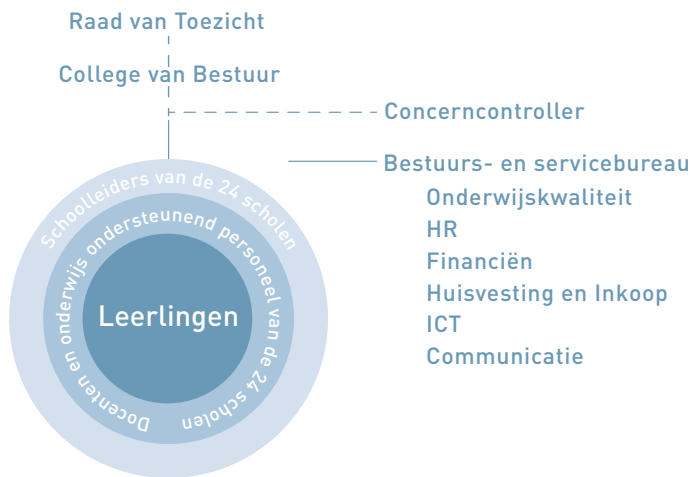 Raad van Toezicht
College van Bestuur
Concerncontroller
Bestuurs- en servicebureau
Onderwijskwaliteit
HR
Financiën
Huisvesting en Inkoop
ICT
Communicatie
Schoolleiders van de 24 scholen
Docenten en onderwijs ondersteunend personeel van de 24 scholen
Leerlingen